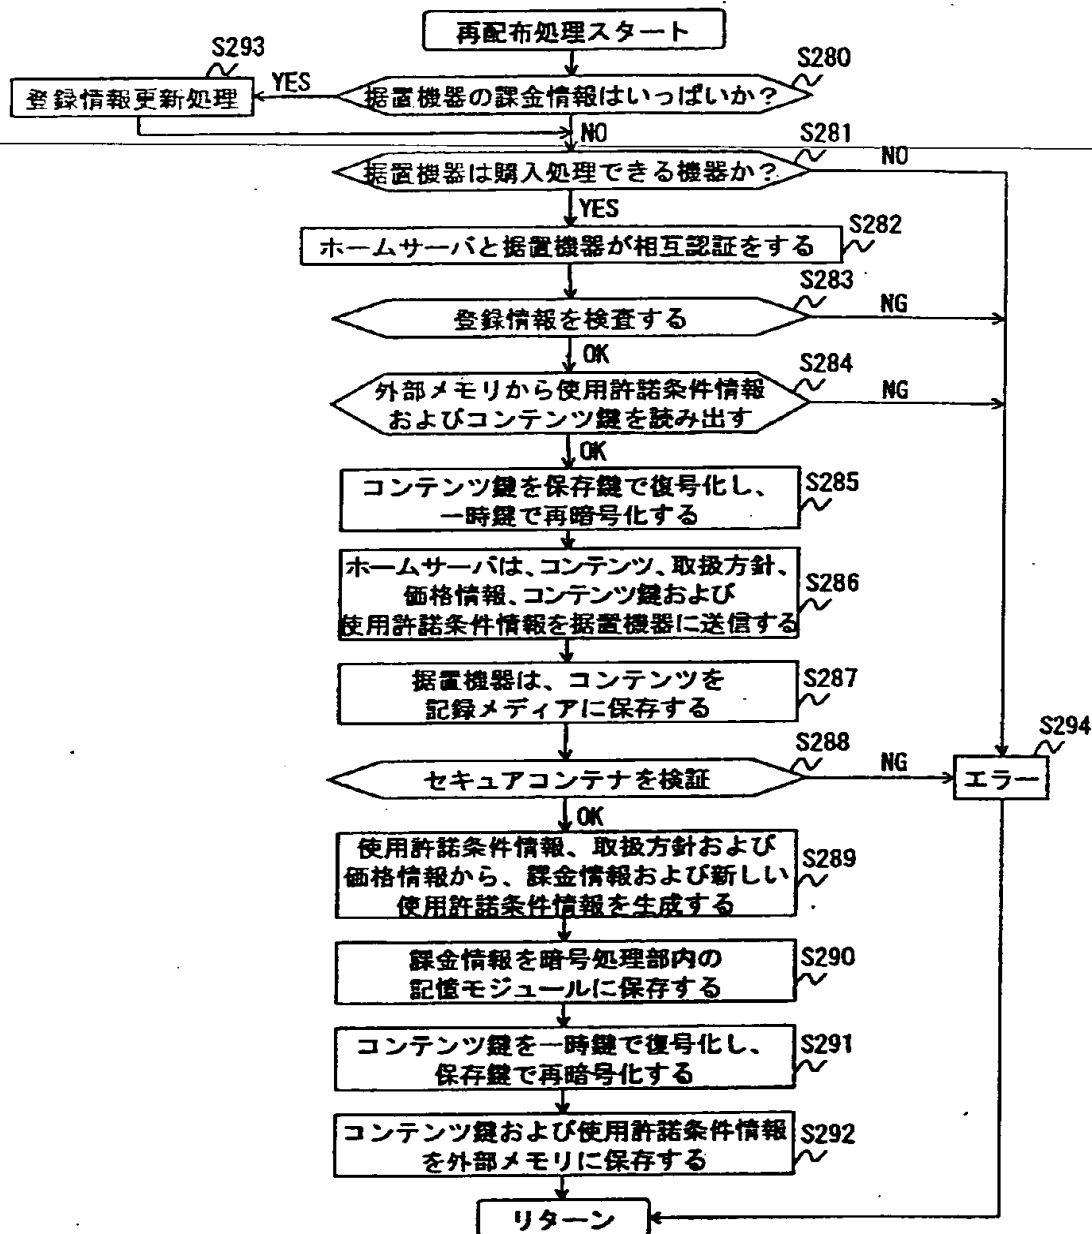 再配布処理スタート
S293
登録情報更新処理
YES
S280
据置機器の課金情報はいっぱいか?
NO
S281
据置機器は購入処理できる機器か?
NO
YES
S282
ホームサーバと据置機器が相互認証をする
S283
登録情報を検査する
NG
OK
S284
外部メモリから使用許諾条件情報
およびコンテンツ鍵を読み出す
NG
OK
S285
コンテンツ鍵を保存鍵で復号化し、
一時鍵で再暗号化する
S286
ホームサーバは、コンテンツ、取扱方針、
価格情報、コンテンツ鍵および
使用許諾条件情報を据置機器に送信する
S287
据置機器は、コンテンツを
記録メディアに保存する
S288
セキュアコンテナを検証
NG
S294
エラー
OK
S289
使用許諾条件情報、取扱方針および
価格情報から、課金情報および新しい
使用許諾条件情報を生成する
S290
課金情報を暗号処理部内の
記憶モジュールに保存する
S291
コンテンツ鍵を一時鍵で復号化し、
保存鍵で再暗号化する
S292
コンテンツ鍵および使用許諾条件情報
を外部メモリに保存する
リターン